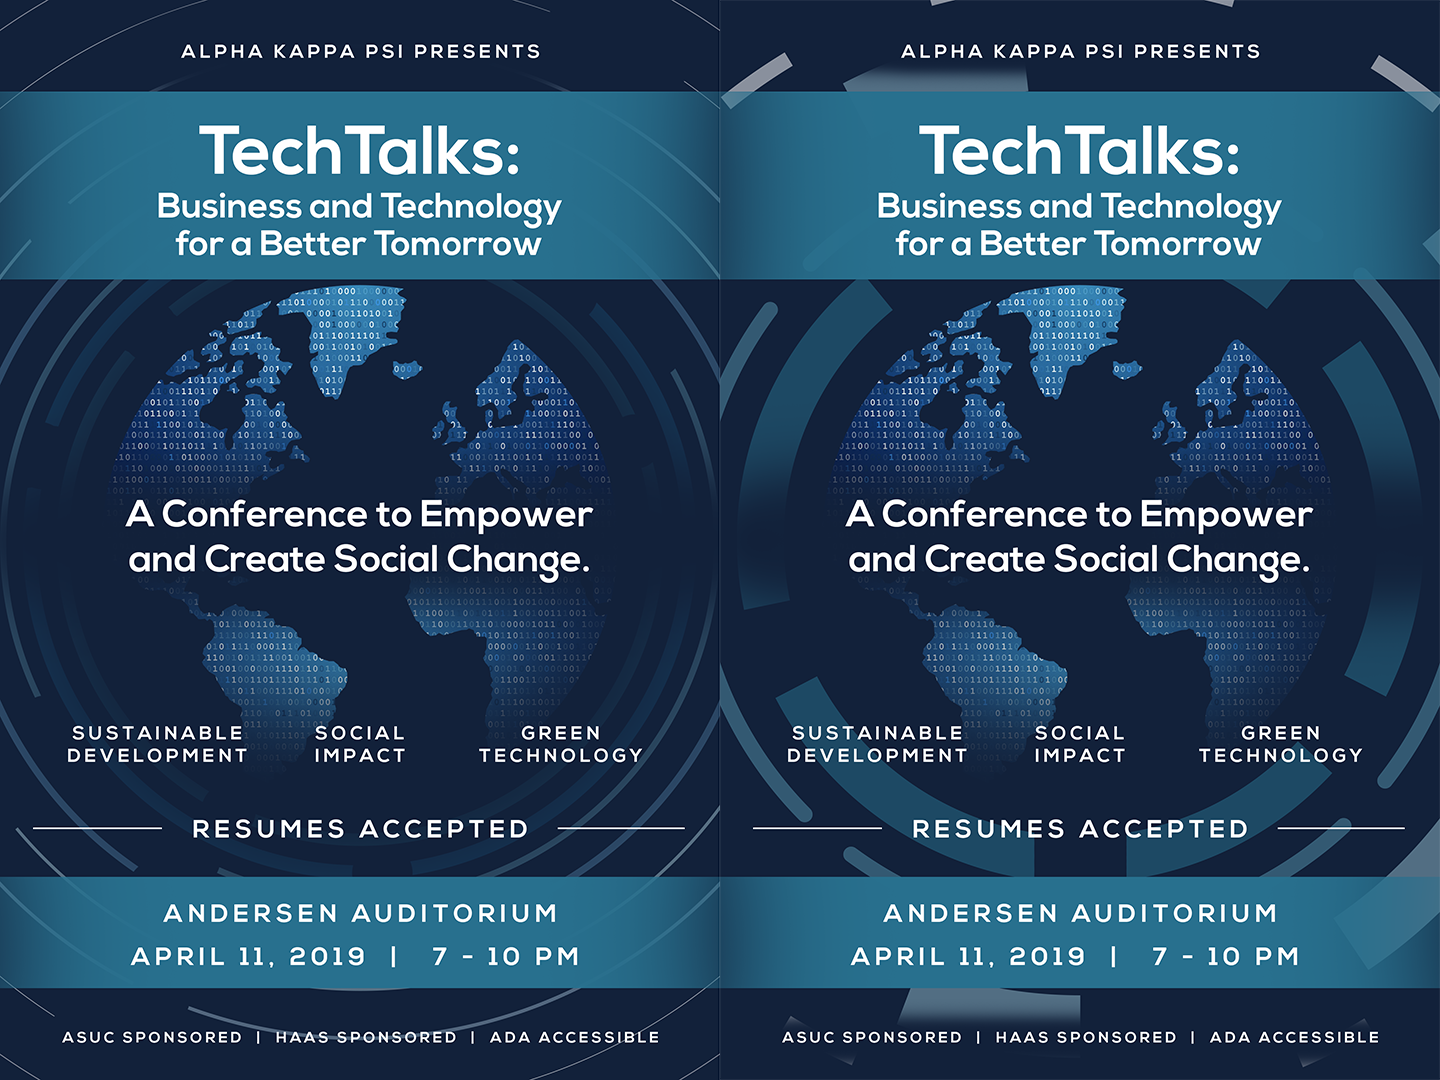 ALPHA KAPPA PSI PRESENTS
TechTalks:
Business and Technology
for a Better Tomorrow
A Conference to Empower
and Create Social Change.
SUSTAINABLE DEVELOPMENT
SOCIAL IMPACT
GREEN TECHNOLOGY
RESUMES ACCEPTED
ANDERSEN AUDITORIUM
APRIL 11, 2019 | 7 - 10 PM
ASUC SPONSORED | HAAS SPONSORED | ADA ACCESSIBLE
ALPHA KAPPA PSI PRESENTS
TechTalks:
Business and Technology
for a Better Tomorrow
A Conference to Empower
and Create Social Change.
SUSTAINABLE DEVELOPMENT
SOCIAL IMPACT
GREEN TECHNOLOGY
RESUMES ACCEPTED
ANDERSEN AUDITORIUM
APRIL 11, 2019 | 7 - 10 PM
ASUC SPONSORED | HAAS SPONSORED | ADA ACCESSIBLE